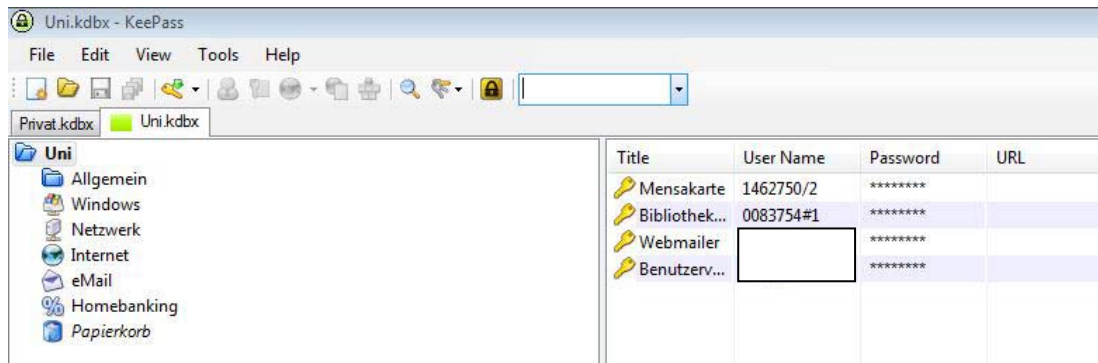 Uni.kdbx - KeePass
File Edit View Tools Help
Privat.kdbx Uni.kdbx
Uni
Allgemein
Windows
Netzwerk
Internet
eMail
Homebanking
Papierkorb
Title User Name Password URL
Mensakarte 1462750/2 ********
Bibliothek... 0083754#1 ********
Webmailer ********
Benutzerv... ********